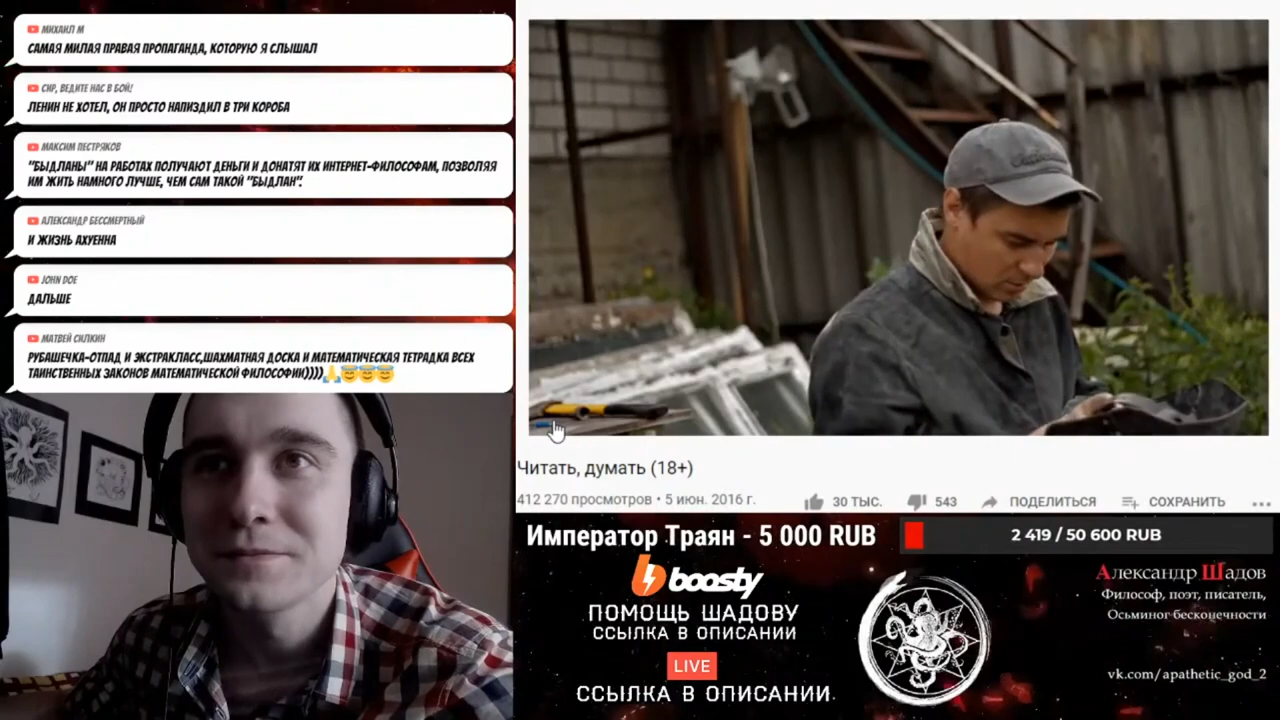 МИХАИЛ М
САМАЯ МИЛАЯ ПРАВАЯ ПРОПАГАНДА, КОТОРУЮ Я СЛЫШАЛ
СИР, ВЕДИТЕ НАС В БОЙ!
ЛЕНИН НЕ ХОТЕЛ, ОН ПРОСТО НАПИЗДИЛ В ТРИ КОРОБА
МАКСИМ ПЕСТРЯКОВ
"БЫДЛАНЫ" НА РАБОТАХ ПОЛУЧАЮТ ДЕНЬГИ И ДОНАТЯТ ИХ ИНТЕРНЕТ-ФИЛОСОФАМ, ПОЗВОЛЯЯ
ИМ ЖИТЬ НАМНОГО ЛУЧШЕ, ЧЕМ САМ ТАКОЙ "БЫДЛАН".
АЛЕКСАНДР БЕССМЕРТНЫЙ
И ЖИЗНЬ АХУЕННА
JOHN DOE
ДАЛЬШЕ
МАТВЕЙ СИЛКИН
РУБАШЕЧКА-ОТПАД И ЭКСТРАКЛАСС,ШАХМАТНАЯ ДОСКА И МАТЕМАТИЧЕСКАЯ ТЕТРАДКА ВСЕХ
ТАИНСТВЕННЫХ ЗАКОНОВ МАТЕМАТИЧЕСКОЙ ФИЛОСОФИИ))))🙏😇😇😇
Читать, думать (18+)
412 270 просмотров • 5 июн. 2016 г.
30 ТЫС.
543
ПОДЕЛИТЬСЯ
СОХРАНИТЬ
Император Траян - 5 000 RUB
2 419 / 50 600 RUB
boosty
ПОМОЩЬ ШАДОВУ
ССЫЛКА В ОПИСАНИИ
LIVE
ССЫЛКА В ОПИСАНИИ
Александр Шадов
Философ, поэт, писатель,
Осьминог бесконечности
vk.com/apathetic_god_2